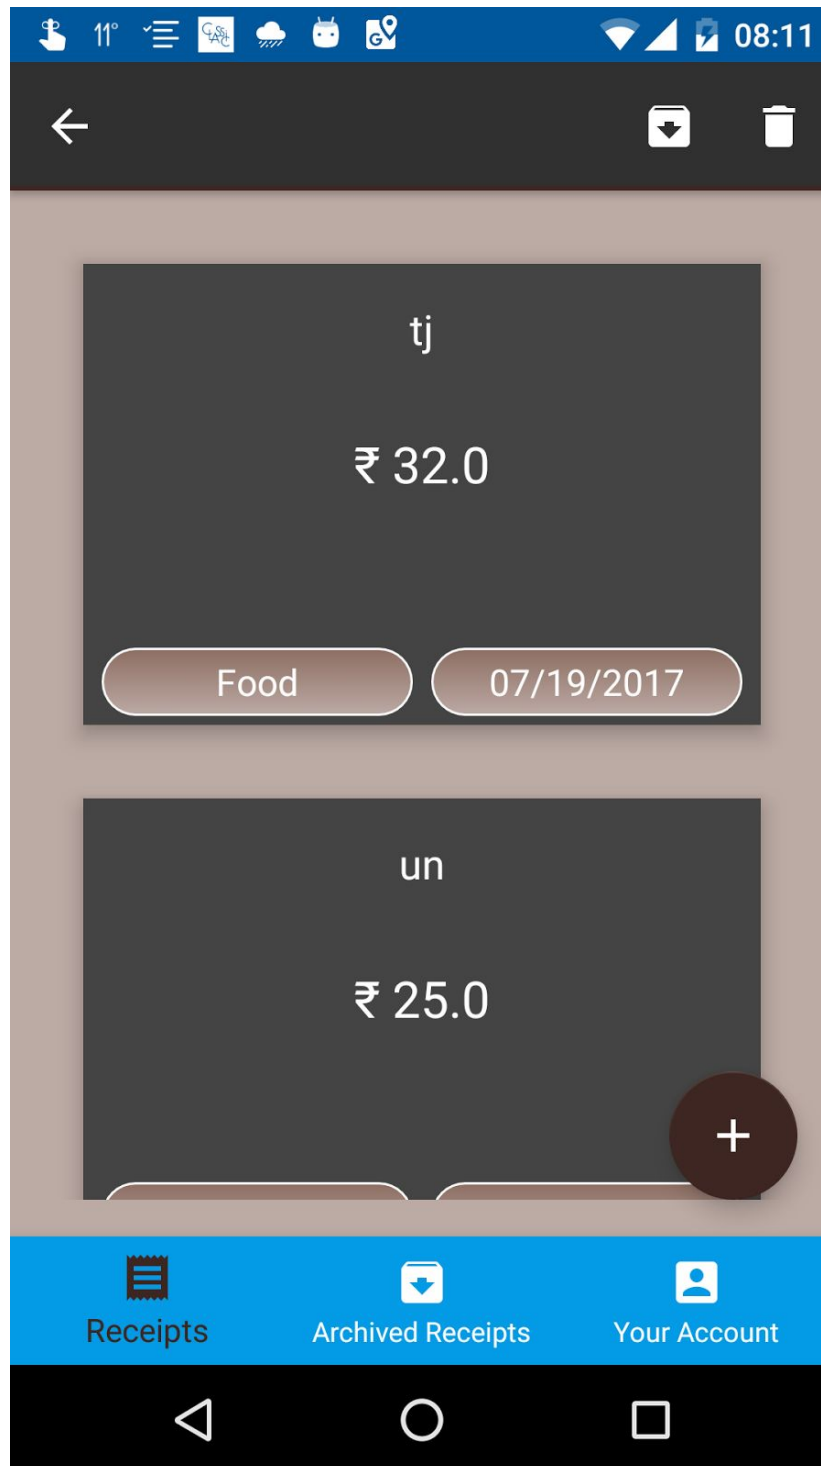 11° 08:11
tj
₹ 32.0
Food 07/19/2017
un
₹ 25.0
Receipts Archived Receipts Your Account